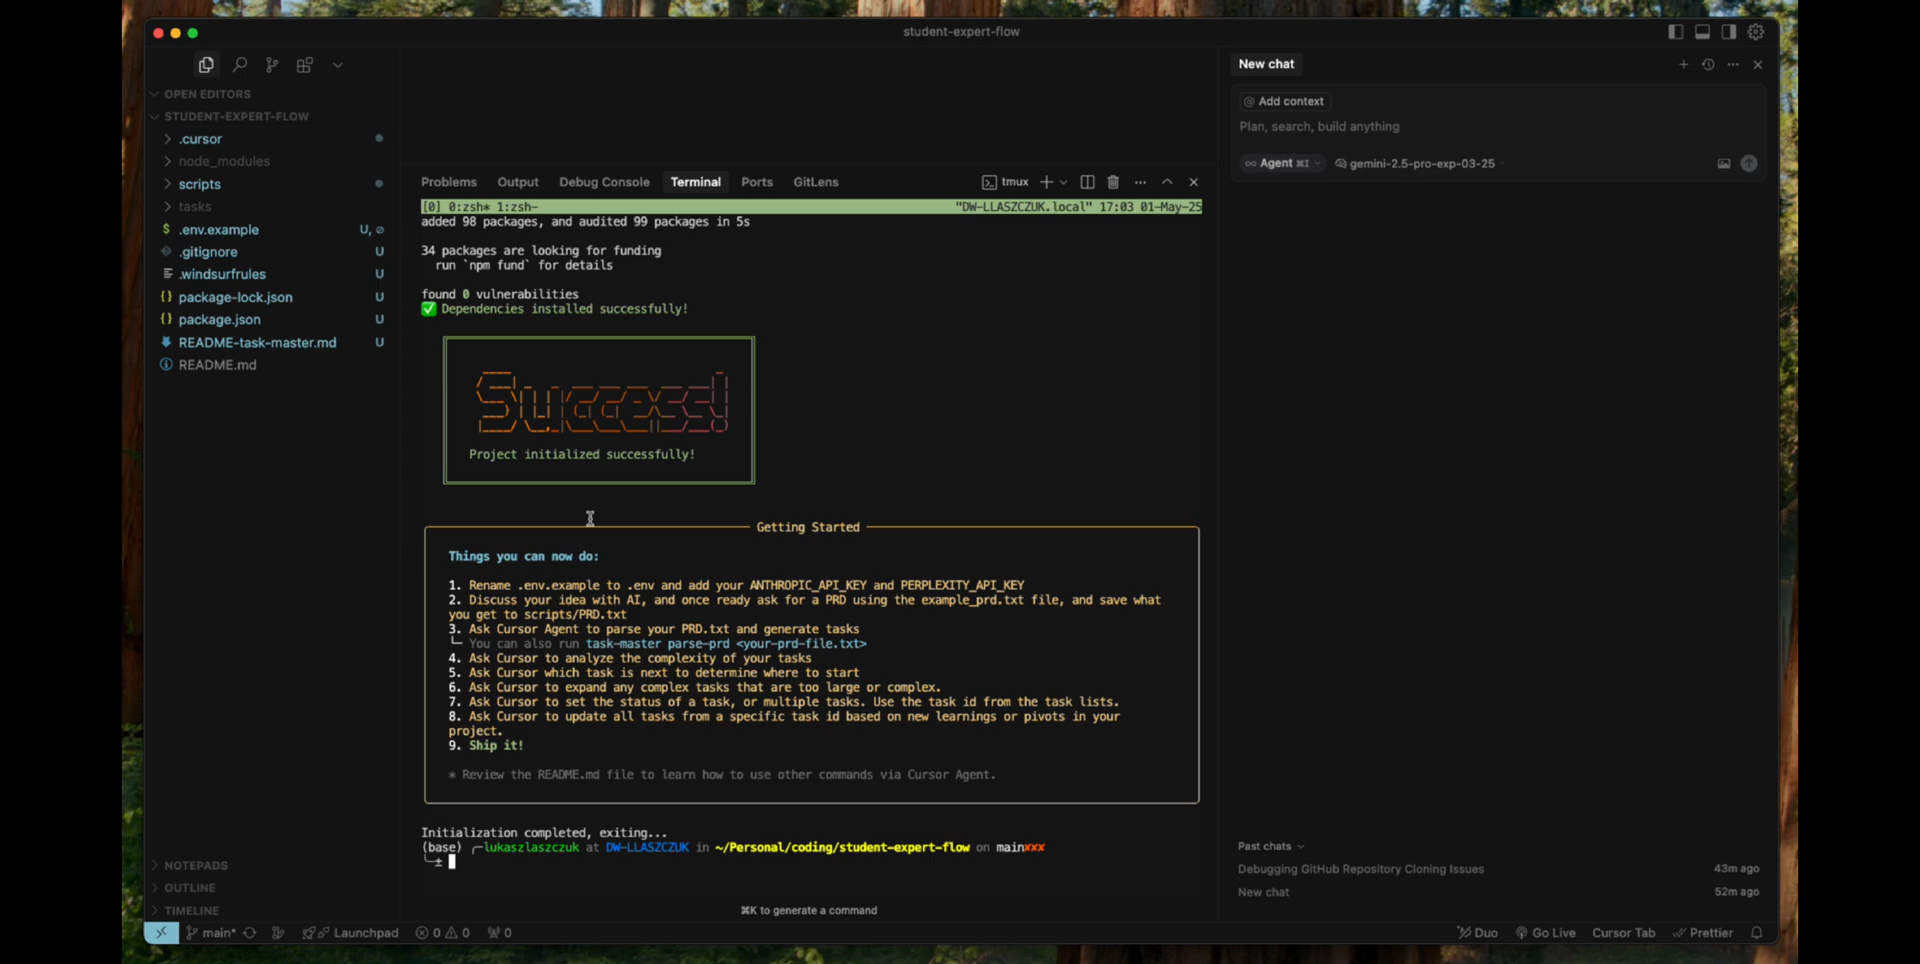 student-expert-flow
New chat
OPEN EDITORS
STUDENT-EXPERT-FLOW
.cursor
node_modules
scripts
tasks
$ .env.example U,
.gitignore U
.windsurfrules U
{} package-lock.json U
{} package.json U
README-task-master.md U
README.md
NOTEPADS
OUTLINE
TIMELINE
Problems Output Debug Console Terminal Ports GitLens tmux
[0] 0:zsh* 1:zsh- "DW-LLASZCZUK.local" 17:03 01-May-25
added 98 packages, and audited 99 packages in 5s
34 packages are looking for funding
run `npm fund` for details
found 0 vulnerabilities
✅ Dependencies installed successfully!
Success!
Project initialized successfully!
Getting Started
Things you can now do:
1. Rename .env.example to .env and add your ANTHROPIC_API_KEY and PERPLEXITY_API_KEY
2. Discuss your idea with AI, and once ready ask for a PRD using the example_prd.txt file, and save what
you get to scripts/PRD.txt
3. Ask Cursor Agent to parse your PRD.txt and generate tasks
└─ You can also run task-master parse-prd <your-prd-file.txt>
4. Ask Cursor to analyze the complexity of your tasks
5. Ask Cursor which task is next to determine where to start
6. Ask Cursor to expand any complex tasks that are too large or complex.
7. Ask Cursor to set the status of a task, or multiple tasks. Use the task id from the task lists.
8. Ask Cursor to update all tasks from a specific task id based on new learnings or pivots in your
project.
9. Ship it!
* Review the README.md file to learn how to use other commands via Cursor Agent.
Initialization completed, exiting...
(base) ╭─lukaszlaszczuk at DW-LLASZCZUK in ~/Personal/coding/student-expert-flow on main✘✘✘
╰─±
⌘K to generate a command
@ Add context
Plan, search, build anything
∞ Agent ⌘I gemini-2.5-pro-exp-03-25
Past chats
Debugging GitHub Repository Cloning Issues 43m ago
New chat 52m ago
main* Launchpad 0 0 0 Duo Go Live Cursor Tab Prettier